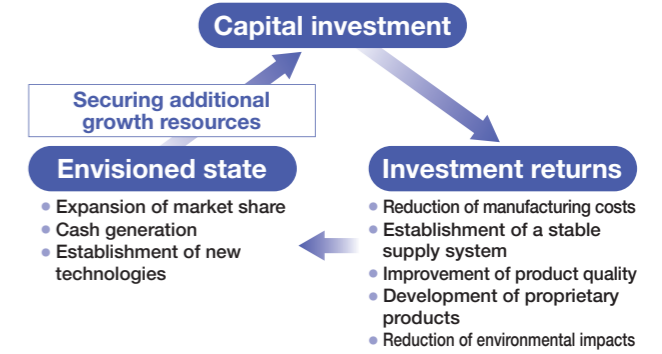 Capital investment
Securing additional
growth resources
Envisioned state
• Expansion of market share
• Cash generation
• Establishment of new
technologies
Investment returns
• Reduction of manufacturing costs
• Establishment of a stable
supply system
• Improvement of product quality
• Development of proprietary
products
• Reduction of environmental impacts